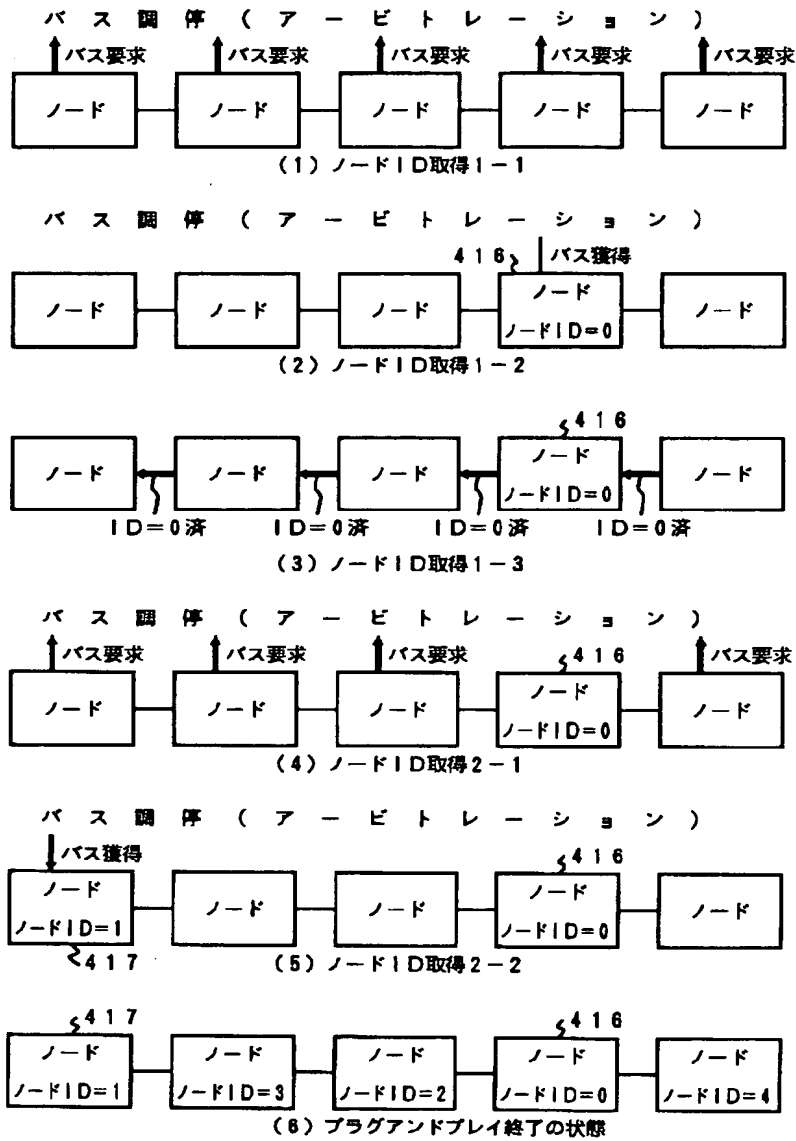 バス調停(アービトレーション)
バス要求 バス要求 バス要求 バス要求 バス要求
ノード ノード ノード ノード ノード
(1)ノードID取得1-1
バス調停(アービトレーション)
416 バス獲得
ノード ノード ノード ノード ノード
ノードID=0
(2)ノードID取得1-2
416
ノード ノード ノード ノード ノード
ノードID=0
ID=0済 ID=0済 ID=0済 ID=0済
(3)ノードID取得1-3
バス調停(アービトレーション)
バス要求 バス要求 バス要求 416 バス要求
ノード ノード ノード ノード ノード
ノードID=0
(4)ノードID取得2-1
バス調停(アービトレーション)
バス獲得 416
ノード ノード ノード ノード ノード
ノードID=1 ノードID=0
417 (5)ノードID取得2-2
417 416
ノード ノード ノード ノード ノード
ノードID=1 ノードID=3 ノードID=2 ノードID=0 ノードID=4
(6)プラグアンドプレイ終了の状態